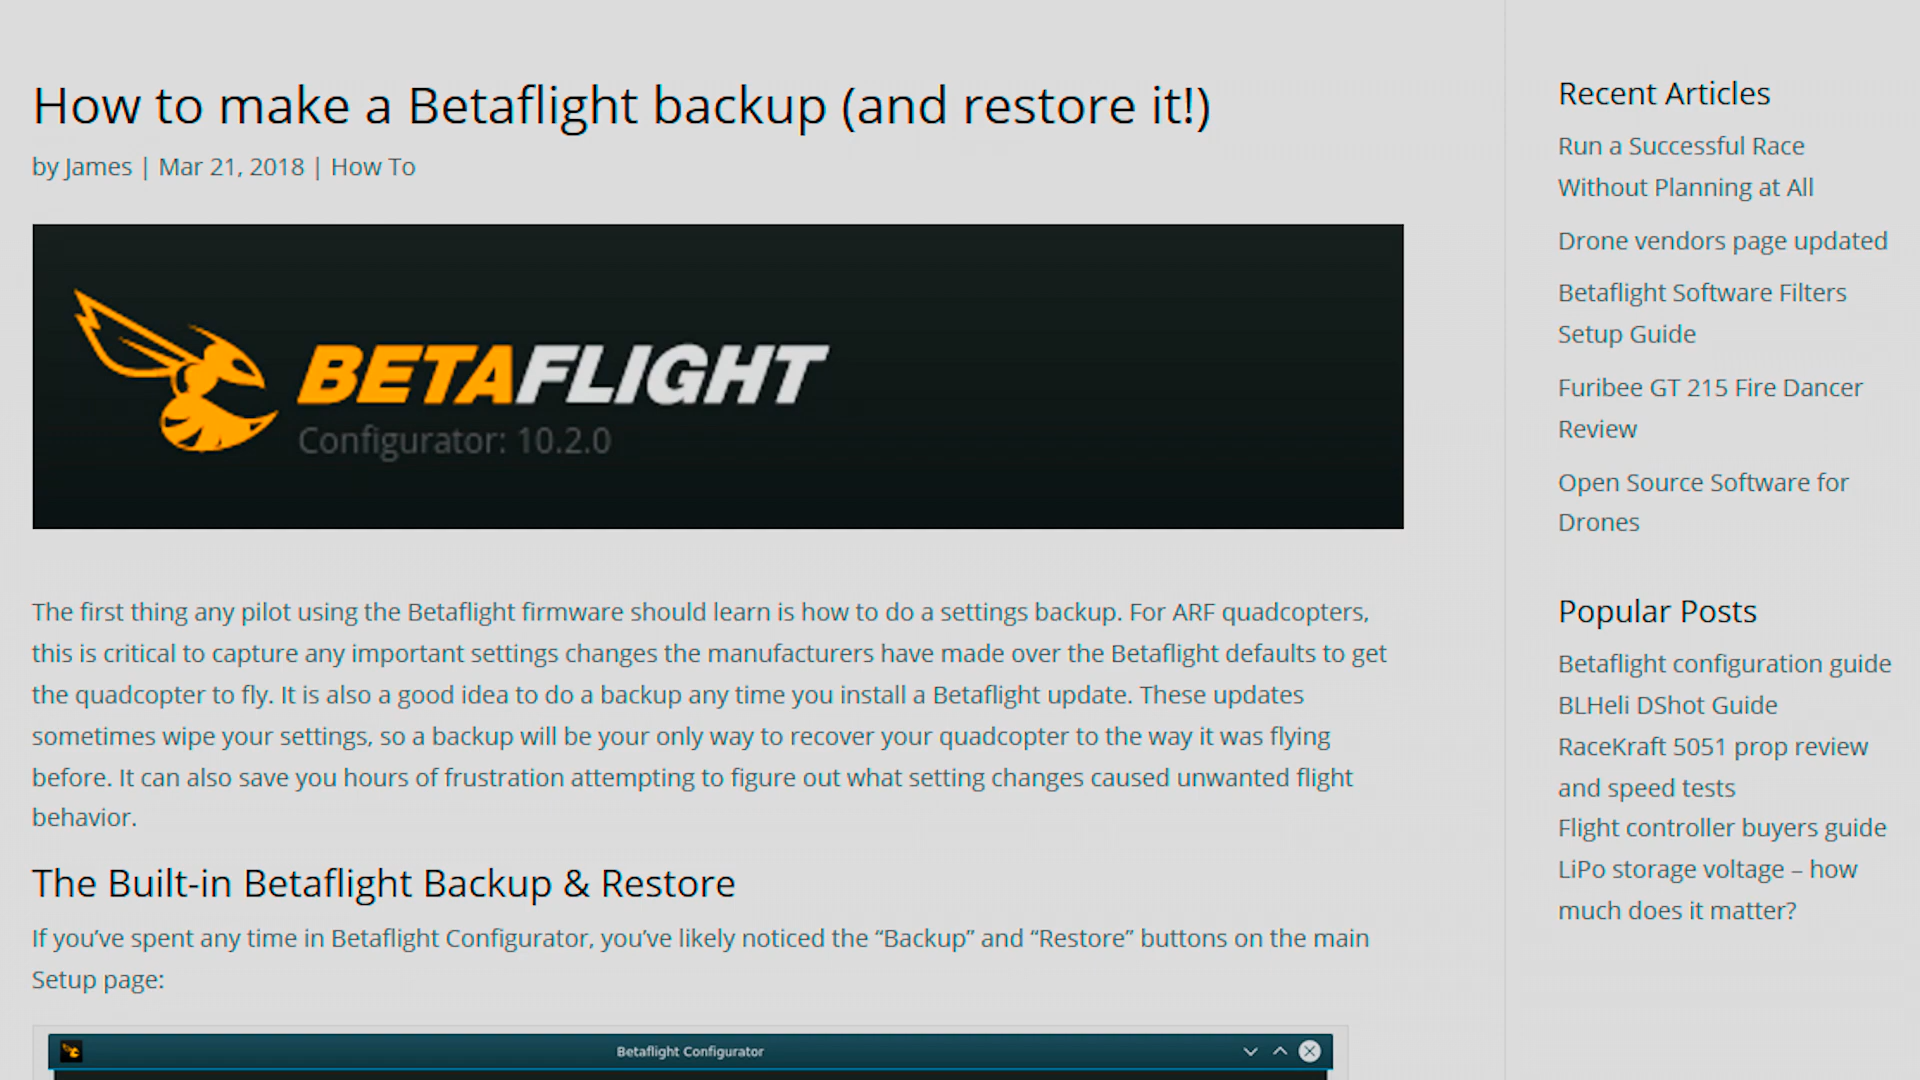 How to make a Betaflight backup (and restore it!)
by James | Mar 21, 2018 | How To
BETAFLIGHT
Configurator: 10.2.0
The first thing any pilot using the Betaflight firmware should learn is how to do a settings backup. For ARF quadcopters,
this is critical to capture any important settings changes the manufacturers have made over the Betaflight defaults to get
the quadcopter to fly. It is also a good idea to do a backup any time you install a Betaflight update. These updates
sometimes wipe your settings, so a backup will be your only way to recover your quadcopter to the way it was flying
before. It can also save you hours of frustration attempting to figure out what setting changes caused unwanted flight
behavior.
The Built-in Betaflight Backup & Restore
If you’ve spent any time in Betaflight Configurator, you’ve likely noticed the “Backup” and “Restore” buttons on the main
Setup page:
Betaflight Configurator
Recent Articles
Run a Successful Race
Without Planning at All
Drone vendors page updated
Betaflight Software Filters
Setup Guide
Furibee GT 215 Fire Dancer
Review
Open Source Software for
Drones
Popular Posts
Betaflight configuration guide
BLHeli DShot Guide
RaceKraft 5051 prop review
and speed tests
Flight controller buyers guide
LiPo storage voltage – how
much does it matter?